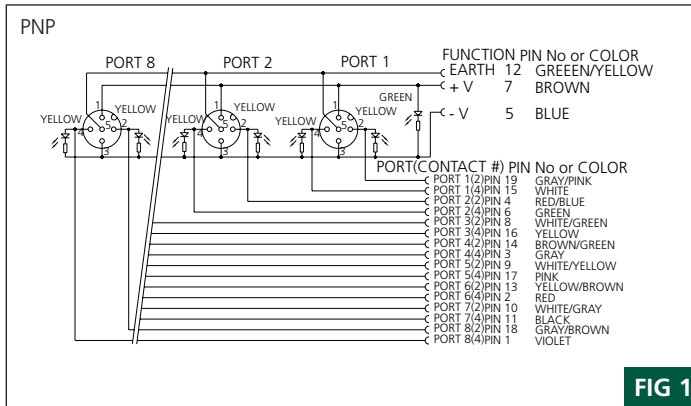 PNP
PORT 8 PORT 2 PORT 1
FUNCTION PIN No or COLOR
EARTH 12 GREEEN/YELLOW
+ V 7 BROWN
- V 5 BLUE
GREEN
YELLOW 1 YELLOW 4 5 2 3
YELLOW 1 YELLOW 4 5 2 3
YELLOW 1 YELLOW 4 5 2 3
PORT(CONTACT #) PIN No or COLOR
PORT 1(2)PIN 19 GRAY/PINK
PORT 1(4)PIN 15 WHITE
PORT 2(2)PIN 4 RED/BLUE
PORT 2(4)PIN 6 GREEN
PORT 3(2)PIN 8 WHITE/GREEN
PORT 3(4)PIN 16 YELLOW
PORT 4(2)PIN 14 BROWN/GREEN
PORT 4(4)PIN 3 GRAY
PORT 5(2)PIN 9 WHITE/YELLOW
PORT 5(4)PIN 17 PINK
PORT 6(2)PIN 13 YELLOW/BROWN
PORT 6(4)PIN 2 RED
PORT 7(2)PIN 10 WHITE/GRAY
PORT 7(4)PIN 11 BLACK
PORT 8(2)PIN 18 GRAY/BROWN
PORT 8(4)PIN 1 VIOLET
FIG 1